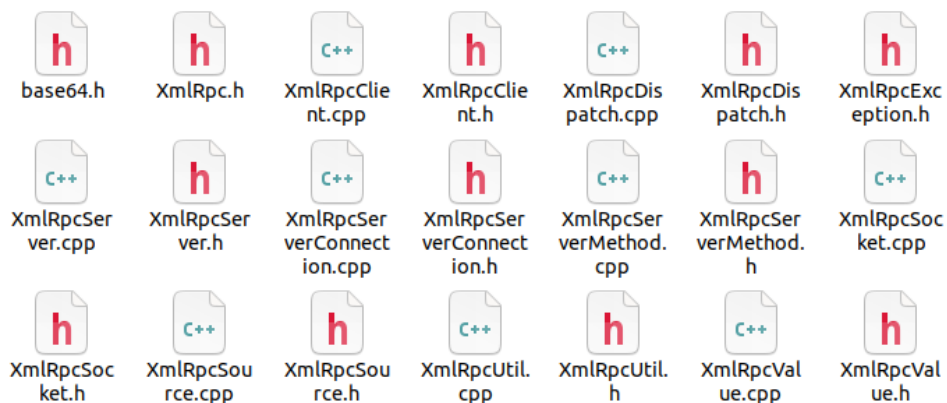 h h C++ h C++ h h
base64.h XmlRpc.h XmlRpcClie XmlRpcClie XmlRpcDis XmlRpcDis XmlRpcExc
nt.cpp nt.h patch.cpp patch.h eption.h
C++ h C++ h C++ h C++
XmlRpcSer XmlRpcSer XmlRpcSer XmlRpcSer XmlRpcSer XmlRpcSer XmlRpcSoc
ver.cpp ver.h verConnect verConnect verMethod. verMethod. ket.cpp
ion.cpp ion.h cpp h
h C++ h C++ h C++ h
XmlRpcSoc XmlRpcSou XmlRpcSou XmlRpcUtil. XmlRpcUtil. XmlRpcVal XmlRpcVal
ket.h rce.cpp rce.h cpp h ue.cpp ue.h